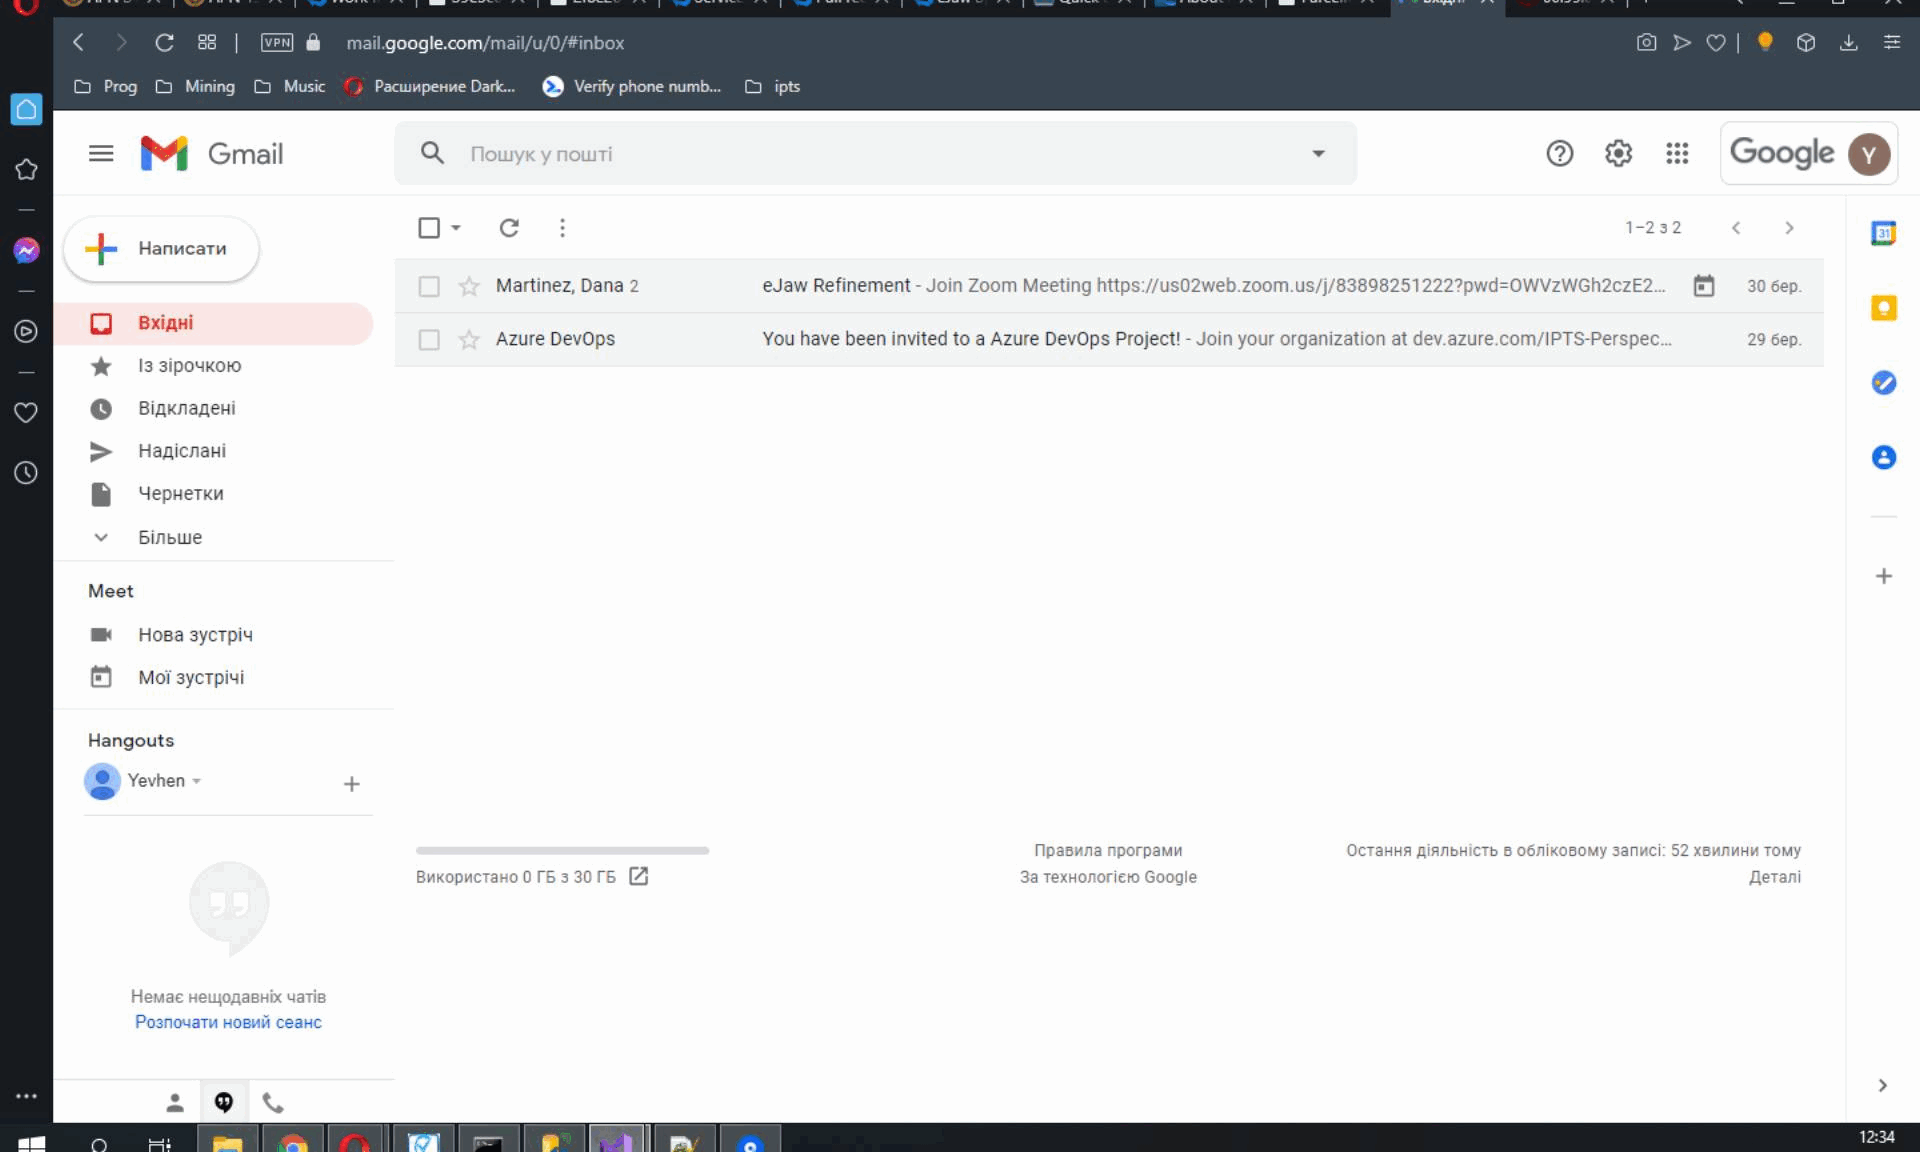 VPN
mail.google.com/mail/u/0/#inbox
Prog
Mining
Music
Расширение Dark...
Verify phone numb...
ipts
Gmail
Пошук у пошті
Google
Y
Написати
1–2 з 2
31
Martinez, Dana 2
eJaw Refinement - Join Zoom Meeting https://us02web.zoom.us/j/83898251222?pwd=OWVzWGh2czE2...
30 бер.
Azure DevOps
You have been invited to a Azure DevOps Project! - Join your organization at dev.azure.com/IPTS-Perspec...
29 бер.
Вхідні
Із зірочкою
Відкладені
Надіслані
Чернетки
Більше
Meet
Нова зустріч
Мої зустрічі
Hangouts
Yevhen
Використано 0 ГБ з 30 ГБ
Правила програми
За технологією Google
Остання діяльність в обліковому записі: 52 хвилини тому
Деталі
Немає нещодавніх чатів
Розпочати новий сеанс
12:34